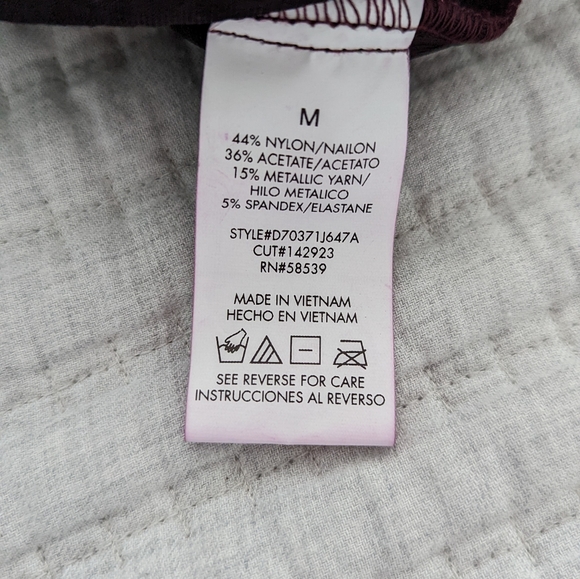 M
44% NYLON/NAILON
36% ACETATE/ACETATO
15% METALLIC YARN/
HILO METALICO
5% SPANDEX/ELASTANE
STYLE#D70371J647A
CUT#142923
RN#58539
MADE IN VIETNAM
HECHO EN VIETNAM
SEE REVERSE FOR CARE
INSTRUCCIONES AL REVERSO